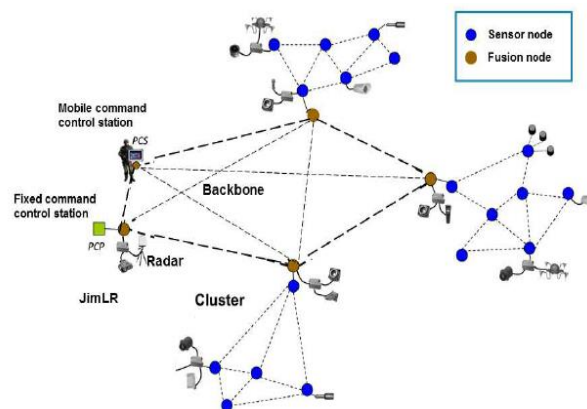 Sensor node
Fusion node
Mobile command
control station
PCS
Backbone
Fixed command
control station
PCP
Radar
JimLR
Cluster